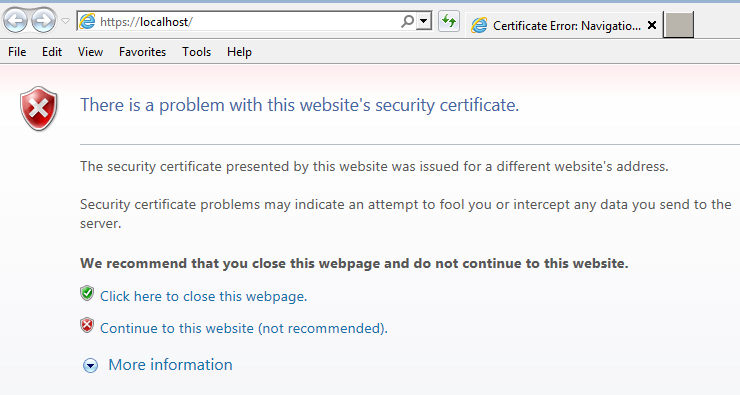 https://localhost/
Certificate Error: Navigatio...
File Edit View Favorites Tools Help
There is a problem with this website's security certificate.
The security certificate presented by this website was issued for a different website's address.
Security certificate problems may indicate an attempt to fool you or intercept any data you send to the
server.
We recommend that you close this webpage and do not continue to this website.
Click here to close this webpage.
Continue to this website (not recommended).
More information